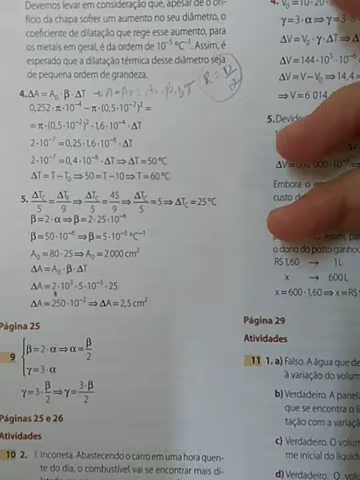 Devemos levar em consideração que, apesar de o ori-
fício da chapa sofrer um aumento no seu diâmetro, o
coeficiente de dilatação que rege esse aumento, para
os metais em geral, é da ordem de 10⁻⁵ °C⁻¹. Assim, é
esperado que a dilatação térmica desse diâmetro seja
de pequena ordem de grandeza.
4. ΔA = A₀ · β · ΔT
0,252 · π · 10⁻⁴ – π · (0,5 · 10⁻²)² =
= π · (0,5 · 10⁻²)² · 1,6 · 10⁻⁴ · ΔT
2 · 10⁻⁷ = 0,25 · 1,6 · 10⁻⁸ · ΔT
2 · 10⁻⁷ = 0,4 · 10⁻⁸ · ΔT ⇒ ΔT = 50 °C
ΔT = T – T₀ ⇒ 50 = T – 10 ⇒ T = 60 °C
5. ΔT_C/5 = ΔT_F/9 ⇒ ΔT_C/5 = 45/9 ⇒ ΔT_C/5 = 5 ⇒ ΔT_C = 25 °C
β = 2 · α ⇒ β = 2 · 25 · 10⁻⁶
β = 50 · 10⁻⁶ ⇒ β = 5 · 10⁻⁵ °C⁻¹
A₀ = 80 · 25 ⇒ A₀ = 2 000 cm²
ΔA = A₀ · β · ΔT
ΔA = 2 · 10³ · 5 · 10⁻⁵ · 25
ΔA = 250 · 10⁻² ⇒ ΔA = 2,5 cm²
Página 25
9 β = 2 · α ⇒ α = β/2
γ = 3 · α
γ = 3 · β/2 ⇒ γ = 3 · β/2
Páginas 25 e 26
Atividades
10 2. I. Incorreta. Abastecendo o carro em uma hora quen-
te do dia, o combustível vai se encontrar mais di-
γ = 3 · α ⇒ γ = 3
ΔV = V₀ · γ · ΔT ⇒
ΔV = 144 · 10³ ·
ΔV = V – V₀ ⇒ 14,4
⇒ V = 6 014
5. Devid
Embora o
custo d
o dano do posto ganhou
R$ 1,60 → 1 L
x → 600 L
x = 600 · 1,60 ⇒ x = R$
Página 29
Atividades
11 1. a) Falso. A água que de
à variação do volum
b) Verdadeiro. A panela
que se encontra o l
tação com a variaç
c) Verdadeiro. O volum
me inicial do líquid
d) Verdadeiro. O